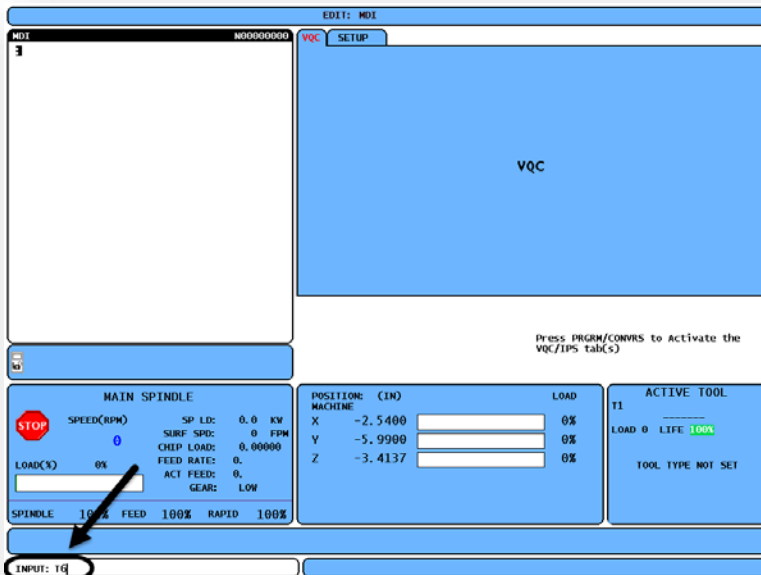 EDIT: MDI
MDI N00000000
VQC SETUP
VQC
Press PRGRM/CONVRS to Activate the
VQC/IPS tab(s)
MAIN SPINDLE
STOP
SPEED(RPM)
0
LOAD(%) 0%
SP LD: 0.0 KW
SURF SPD: 0 FPM
CHIP LOAD: 0.00000
FEED RATE: 0.
ACT FEED: 0.
GEAR: LOW
SPINDLE 100% FEED 100% RAPID 100%
POSITION: (IN) LOAD
MACHINE
X -2.5400 0%
Y -5.9900 0%
Z -3.4137 0%
ACTIVE TOOL
T1
LOAD 0 LIFE 100%
TOOL TYPE NOT SET
INPUT: T6